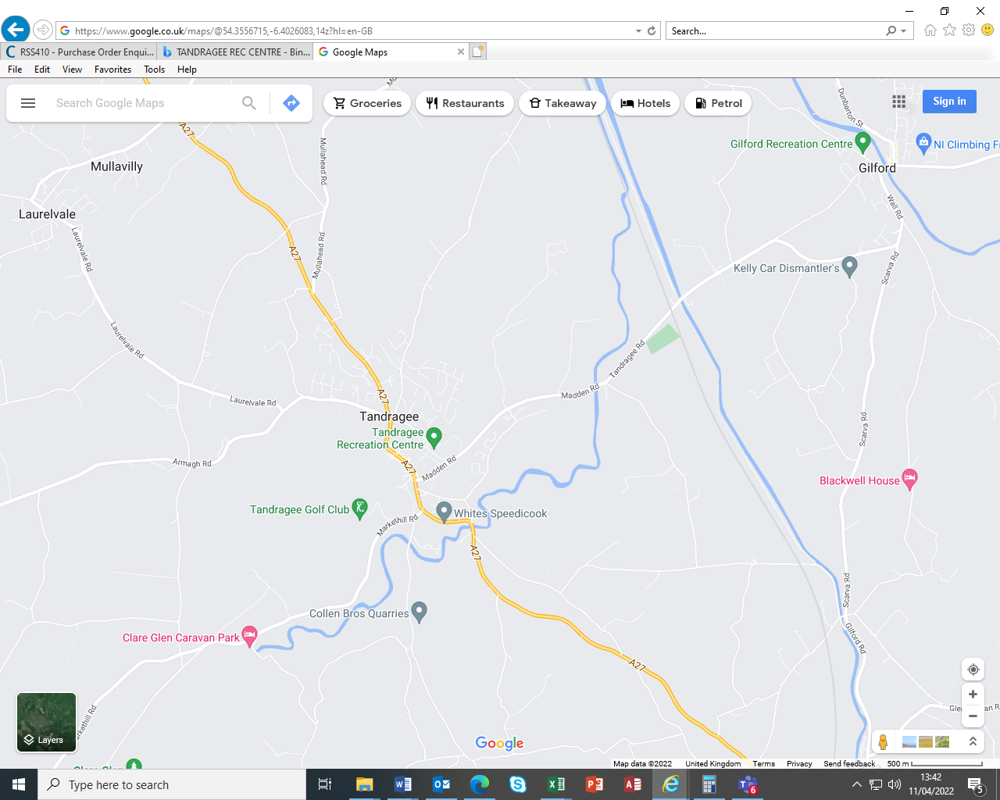 https://www.google.co.uk/maps/@54.3556715,-6.4026083,14z?hl=en-GB
Search...
RSS410 - Purchase Order Enqui...
TANDRAGEE REC CENTRE - Bin...
Google Maps
File Edit View Favorites Tools Help
Search Google Maps
Groceries
Restaurants
Takeaway
Hotels
Petrol
Sign in
A27
Mullahead Rd
Dunbarton St
Gilford Recreation Centre
NI Climbing F
Mullavilly
Gilford
Laurelvale
Wall Rd
Laurelvale Rd
Mullahead Rd
A27
Kelly Car Dismantler's
Scarva Rd
Laurelvale Rd
Tandragee Rd
A27
Madden Rd
Laurelvale Rd
Tandragee
Tandragee
Recreation Centre
Scarva Rd
Armagh Rd
A27
Madden Rd
Blackwell House
Tandragee Golf Club
Markethill Rd
Whites Speedicook
A27
Scarva Rd
Collen Bros Quarries
Clare Glen Caravan Park
Gilford Rd
A27
Layers
Google
Map data ©2022 United Kingdom Terms Privacy Send feedback 500 m
Type here to search
6
13:42
11/04/2022
5